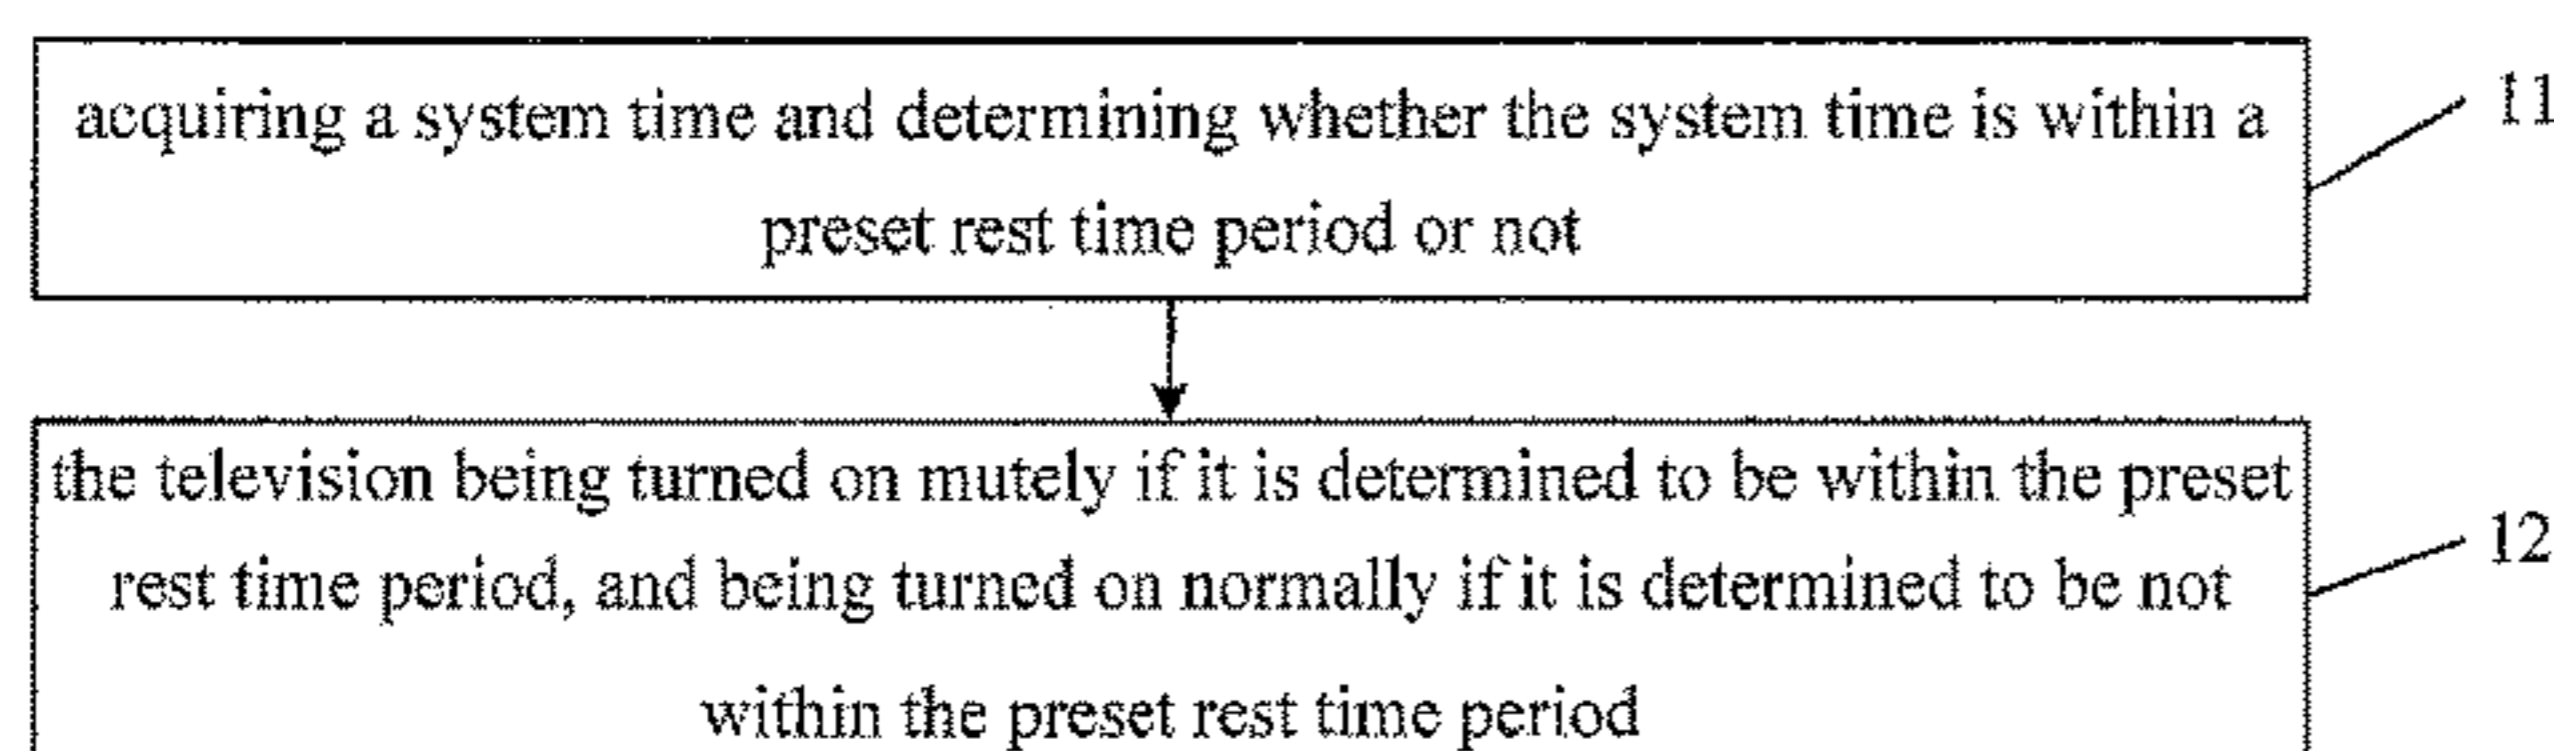 acquiring a system time and determining whether the system time is within a
preset rest time period or not
11
the television being turned on mutely if it is determined to be within the preset
rest time period, and being turned on normally if it is determined to be not
within the preset rest time period
12